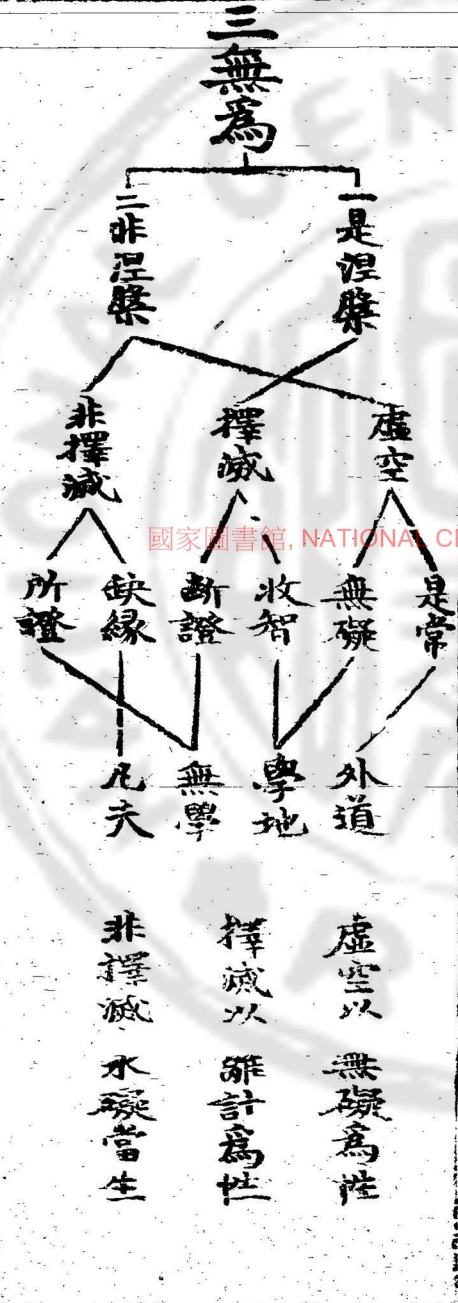 三無為
一是涅槃
二非涅槃
虛空
擇滅
非擇滅
是常
無礙
收智
斷證
缺緣
所證
外道
學地
無學
凡夫
虛空以 無礙為性
擇滅以 離計為性
非擇滅 永礙當生
國家圖書館, NATIONAL CE